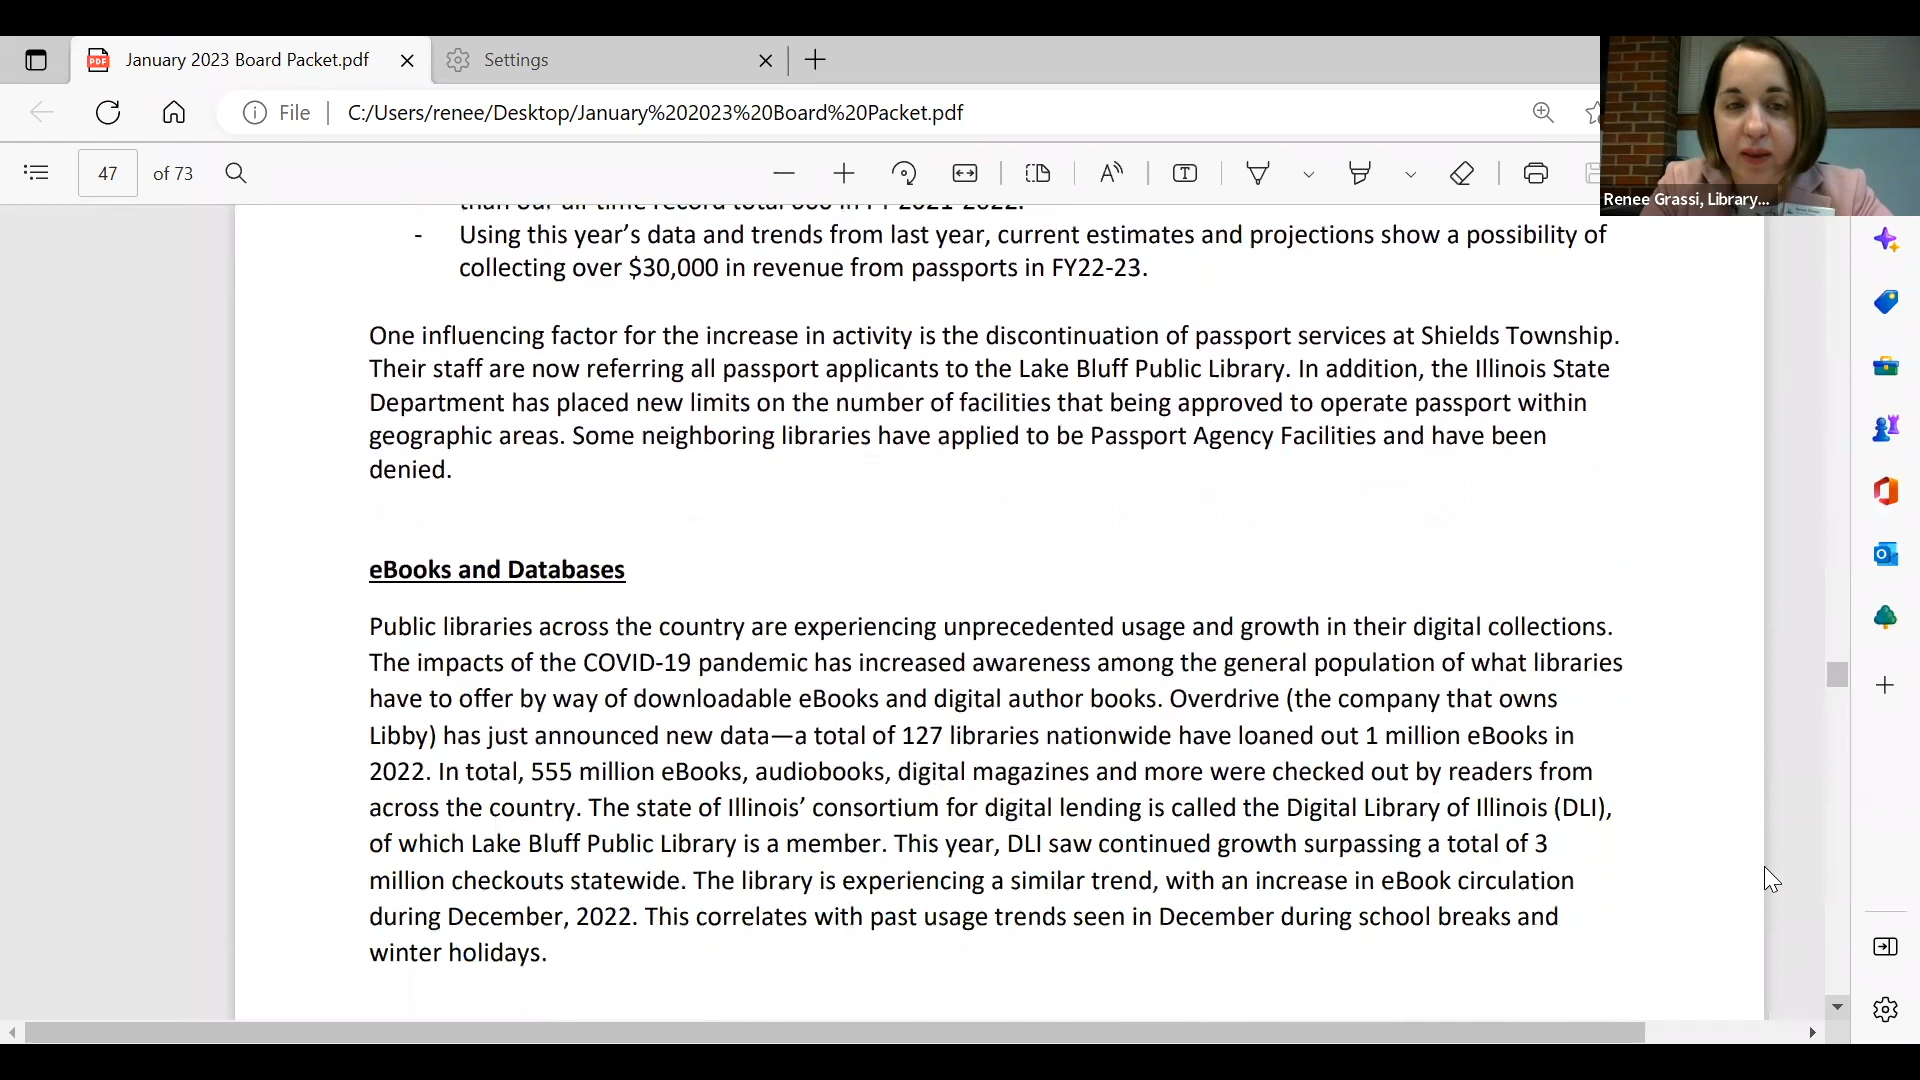 January 2023 Board Packet.pdf
Settings
File
C:/Users/renee/Desktop/January%202023%20Board%20Packet.pdf
47 of 73
Renee Grassi, Library...
than our all-time record total 300 in FY 2021-2022.
- Using this year's data and trends from last year, current estimates and projections show a possibility of
collecting over $30,000 in revenue from passports in FY22-23.
One influencing factor for the increase in activity is the discontinuation of passport services at Shields Township.
Their staff are now referring all passport applicants to the Lake Bluff Public Library. In addition, the Illinois State
Department has placed new limits on the number of facilities that being approved to operate passport within
geographic areas. Some neighboring libraries have applied to be Passport Agency Facilities and have been
denied.
eBooks and Databases
Public libraries across the country are experiencing unprecedented usage and growth in their digital collections.
The impacts of the COVID-19 pandemic has increased awareness among the general population of what libraries
have to offer by way of downloadable eBooks and digital author books. Overdrive (the company that owns
Libby) has just announced new data—a total of 127 libraries nationwide have loaned out 1 million eBooks in
2022. In total, 555 million eBooks, audiobooks, digital magazines and more were checked out by readers from
across the country. The state of Illinois' consortium for digital lending is called the Digital Library of Illinois (DLI),
of which Lake Bluff Public Library is a member. This year, DLI saw continued growth surpassing a total of 3
million checkouts statewide. The library is experiencing a similar trend, with an increase in eBook circulation
during December, 2022. This correlates with past usage trends seen in December during school breaks and
winter holidays.